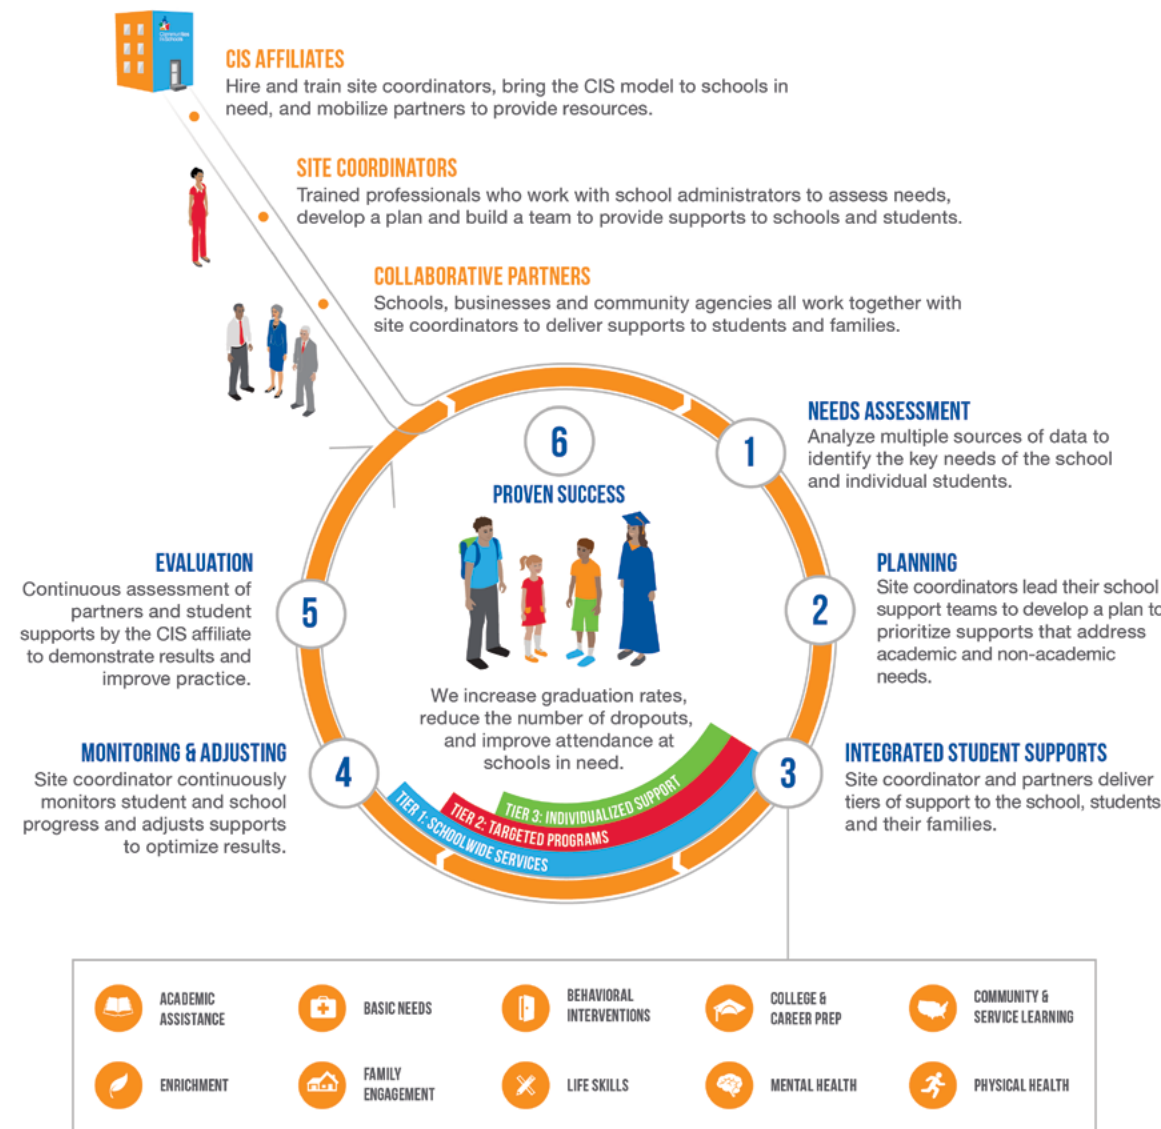 Communities
In Schools
CIS AFFILIATES
Hire and train site coordinators, bring the CIS model to schools in
need, and mobilize partners to provide resources.
SITE COORDINATORS
Trained professionals who work with school administrators to assess needs,
develop a plan and build a team to provide supports to schools and students.
COLLABORATIVE PARTNERS
Schools, businesses and community agencies all work together with
site coordinators to deliver supports to students and families.
1
NEEDS ASSESSMENT
Analyze multiple sources of data to
identify the key needs of the school
and individual students.
2
PLANNING
Site coordinators lead their school
support teams to develop a plan to
prioritize supports that address
academic and non-academic
needs.
3
INTEGRATED STUDENT SUPPORTS
Site coordinator and partners deliver
tiers of support to the school, students
and their families.
4
MONITORING & ADJUSTING
Site coordinator continuously
monitors student and school
progress and adjusts supports
to optimize results.
5
EVALUATION
Continuous assessment of
partners and student
supports by the CIS affiliate
to demonstrate results and
improve practice.
6
PROVEN SUCCESS
We increase graduation rates,
reduce the number of dropouts,
and improve attendance at
schools in need.
TIER 3: INDIVIDUALIZED SUPPORT
TIER 2: TARGETED PROGRAMS
TIER 1: SCHOOLWIDE SERVICES
ACADEMIC
ASSISTANCE
BASIC NEEDS
BEHAVIORAL
INTERVENTIONS
COLLEGE &
CAREER PREP
COMMUNITY &
SERVICE LEARNING
ENRICHMENT
FAMILY
ENGAGEMENT
LIFE SKILLS
MENTAL HEALTH
PHYSICAL HEALTH